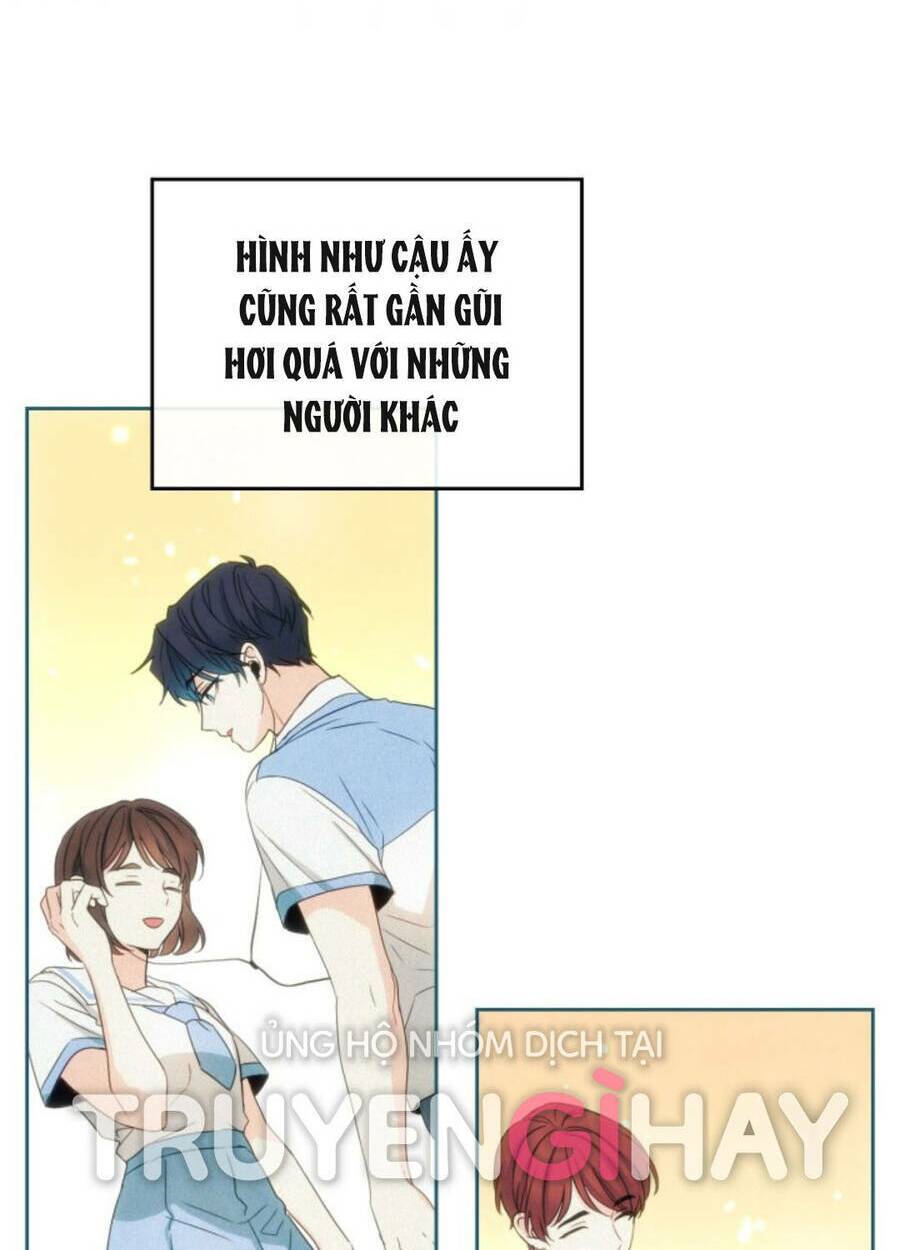 HÌNH NHƯ CẬU ẤY
CŨNG RẤT GẦN GŨI
HƠI QUÁ VỚI NHỮNG
NGƯỜI KHÁC
ỦNG HỘ NHÓM DỊCH TẠI
TRUYENGÌHAY